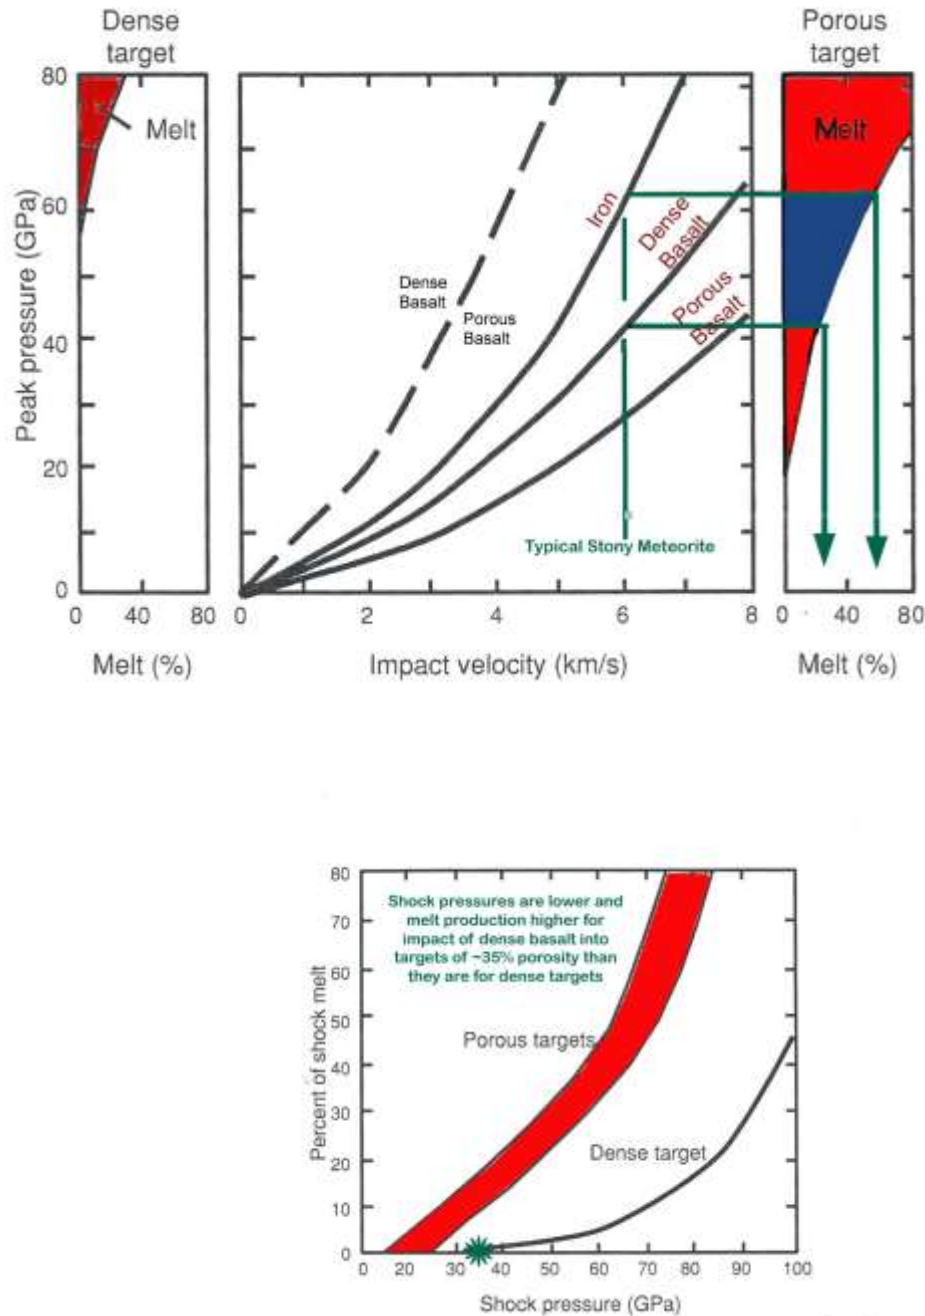 Dense
target
Porous
target
80
60
40
20
0
Peak pressure (GPa)
Melt
0 40 80
Melt (%)
Dense
Basalt
Porous
Basalt
Iron
Dense
Basalt
Porous
Basalt
Typical Stony Meteorite
0 2 4 6 8
Impact velocity (km/s)
Melt
0 40 80
Melt (%)
80
70
60
50
40
30
20
10
0
Percent of shock melt
Shock pressures are lower and
melt production higher for
impact of dense basalt into
targets of ~35% porosity than
they are for dense targets
Porous targets
Dense target
0 20 30 40 50 60 70 80 90 100
Shock pressure (GPa)